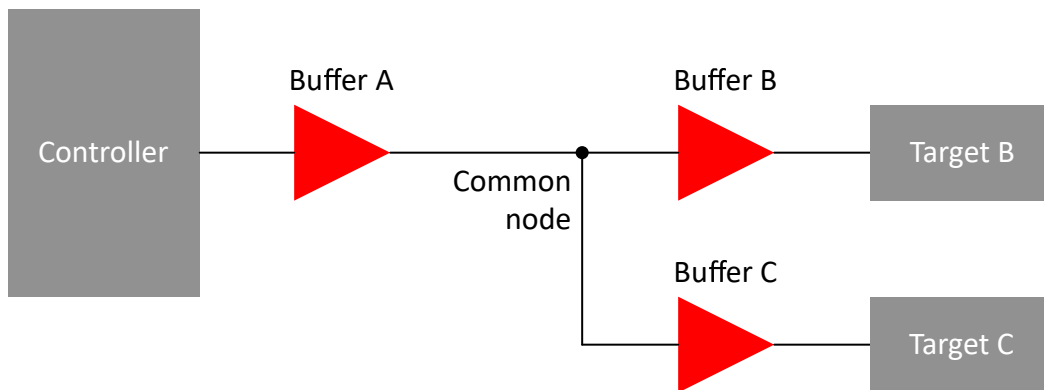 Buffer A
Buffer B
Controller
Target B
Common
node
Buffer C
Target C